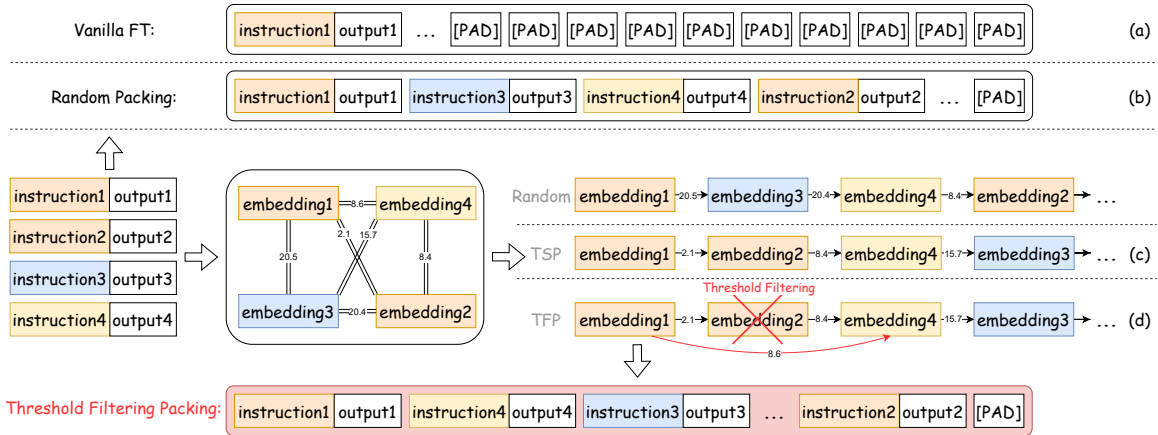 Vanilla FT: instruction1 output1 ... [PAD] [PAD] [PAD] [PAD] [PAD] [PAD] [PAD] [PAD] [PAD] [PAD] (a)
Random Packing: instruction1 output1 instruction3 output3 instruction4 output4 instruction2 output2 ... [PAD] (b)
instruction1 output1
instruction2 output2
instruction3 output3
instruction4 output4
embedding1 8.6 embedding4
2.1 15.7
20.5 8.4
embedding3 20.4 embedding2
Random embedding1 20.5 embedding3 20.4 embedding4 8.4 embedding2 ...
TSP embedding1 2.1 embedding2 8.4 embedding4 15.7 embedding3 ... (c)
Threshold Filtering
TFP embedding1 2.1 embedding2 8.4 embedding4 15.7 embedding3 ... (d)
8.6
Threshold Filtering Packing: instruction1 output1 instruction4 output4 instruction3 output3 ... instruction2 output2 [PAD]